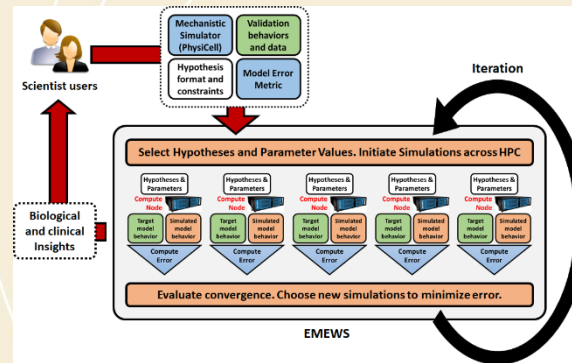 Scientist users
Mechanistic
Simulator
(PhysiCell)
Validation
behaviors
and data
Hypothesis
format and
constraints
Model Error
Metric
Iteration
Select Hypotheses and Parameter Values. Initiate Simulations across HPC
Hypotheses &
Parameters
Compute
Node
Target
model
behavior
Simulated
model
behavior
Compute
Error
Hypotheses &
Parameters
Compute
Node
Target
model
behavior
Simulated
model
behavior
Compute
Error
Hypotheses &
Parameters
Compute
Node
Target
model
behavior
Simulated
model
behavior
Compute
Error
Hypotheses &
Parameters
Compute
Node
Target
model
behavior
Simulated
model
behavior
Compute
Error
Hypotheses &
Parameters
Compute
Node
Target
model
behavior
Simulated
model
behavior
Compute
Error
Biological
and clinical
Insights
Evaluate convergence. Choose new simulations to minimize error.
EMEWS